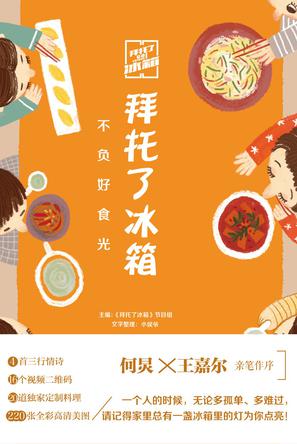 拜托了冰箱
拜托了冰箱
不负好食光
主编:《拜托了冰箱》节目组
文字整理:
4首三行情诗
16个视频二维码
20道独家定制料理
220张全彩高清美图
何炅×王嘉尔 亲笔作序
一个人的时候,无论多孤单、多难过,
请记得家里总有一盏冰箱里的灯为你点亮!